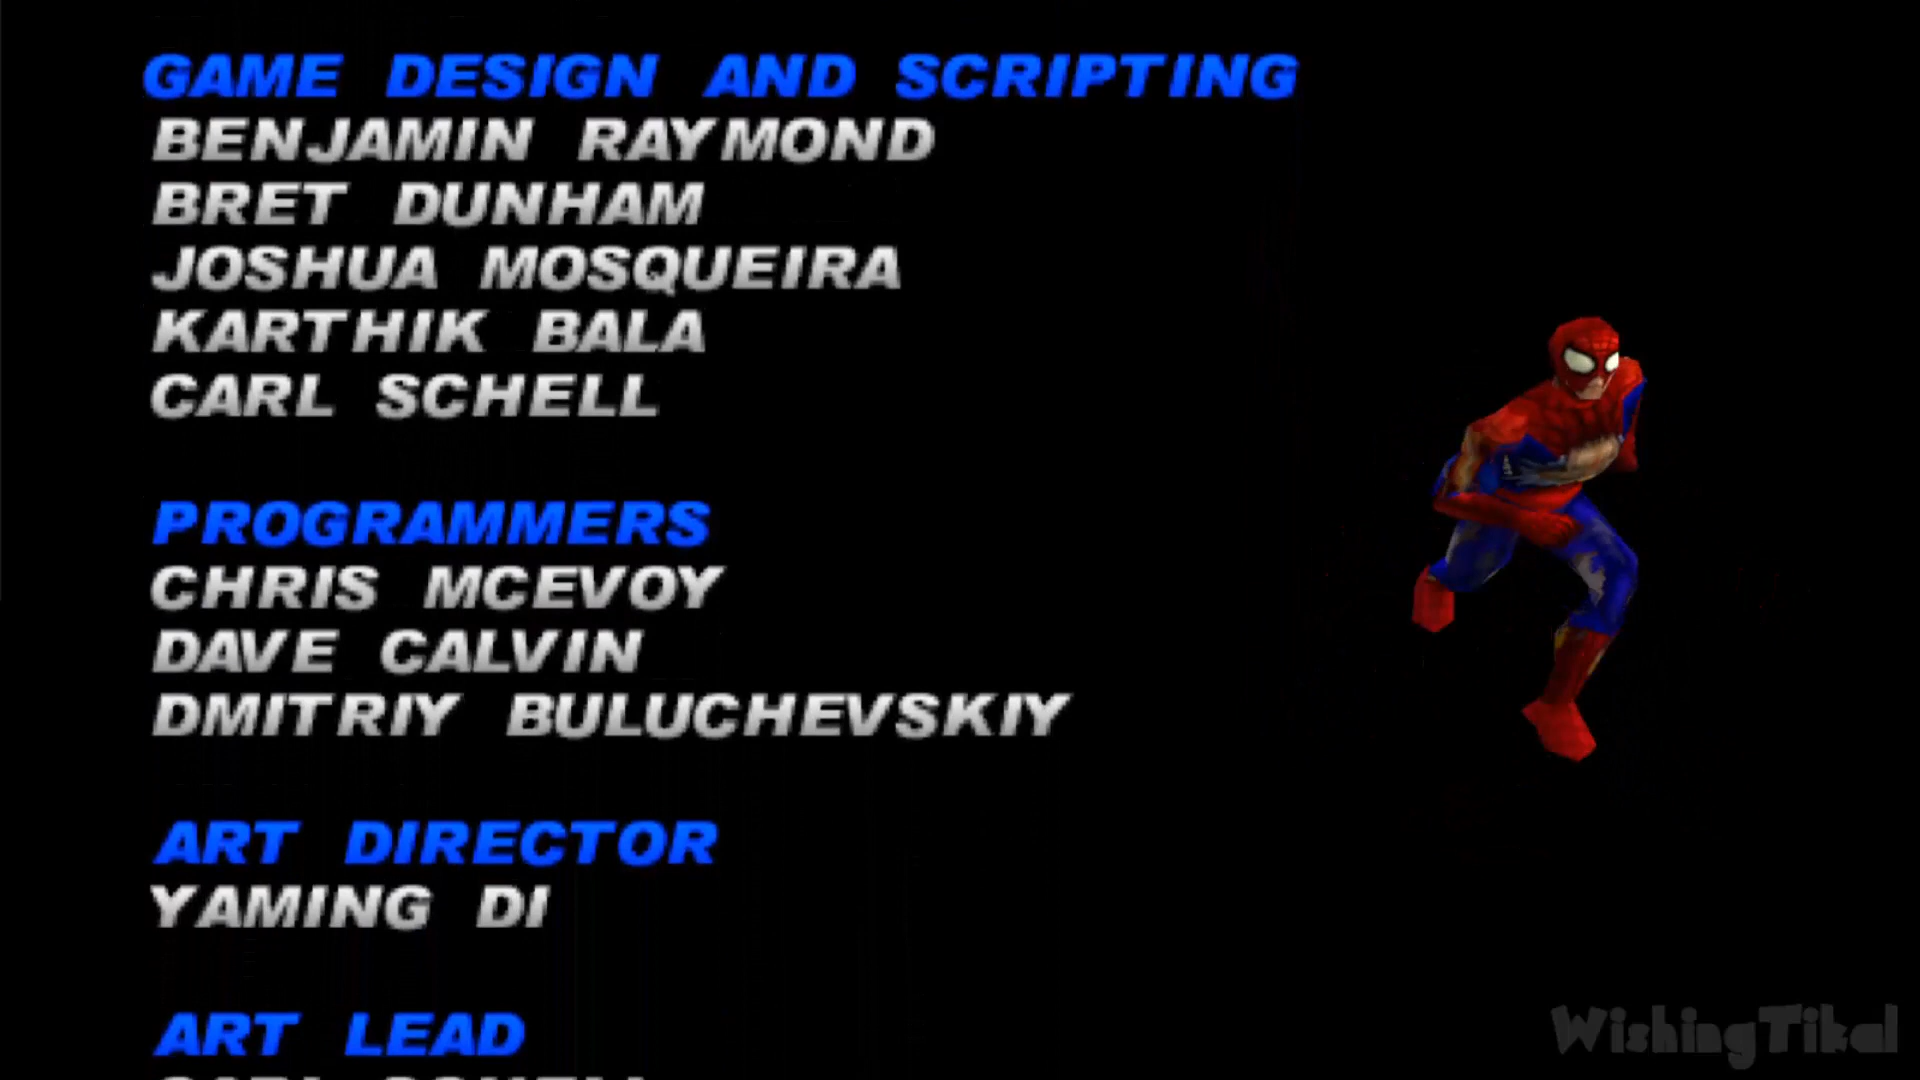 GAME DESIGN AND SCRIPTING
BENJAMIN RAYMOND
BRET DUNHAM
JOSHUA MOSQUEIRA
KARTHIK BALA
CARL SCHELL
PROGRAMMERS
CHRIS MCEVOY
DAVE CALVIN
DMITRIY BULUCHEVSKIY
ART DIRECTOR
YAMING DI
ART LEAD
WishingTikal